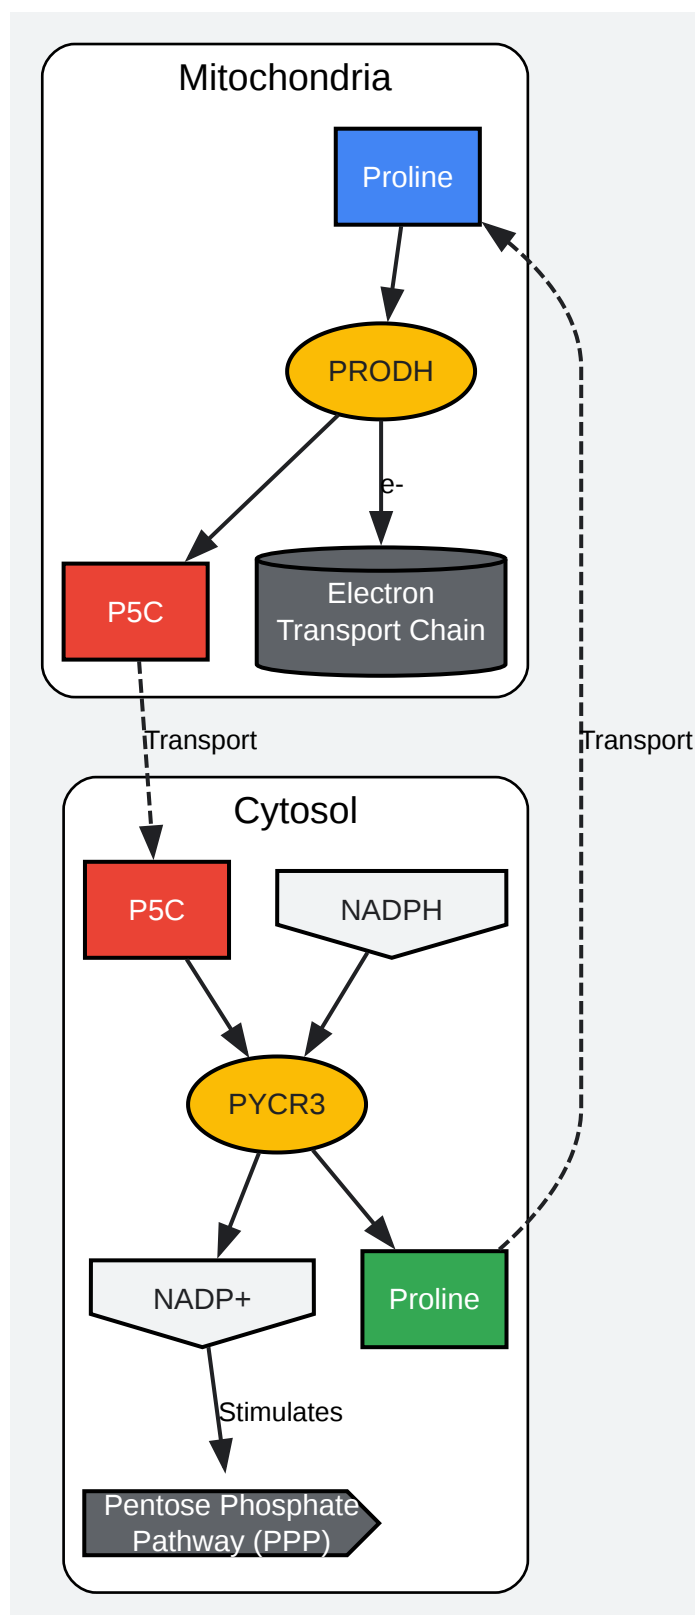 Mitochondria
Proline
PRODH
e-
P5C
Electron
Transport Chain
Transport
Transport
Cytosol
P5C
NADPH
PYCR3
NADP+
Proline
Stimulates
Pentose Phosphate
Pathway (PPP)